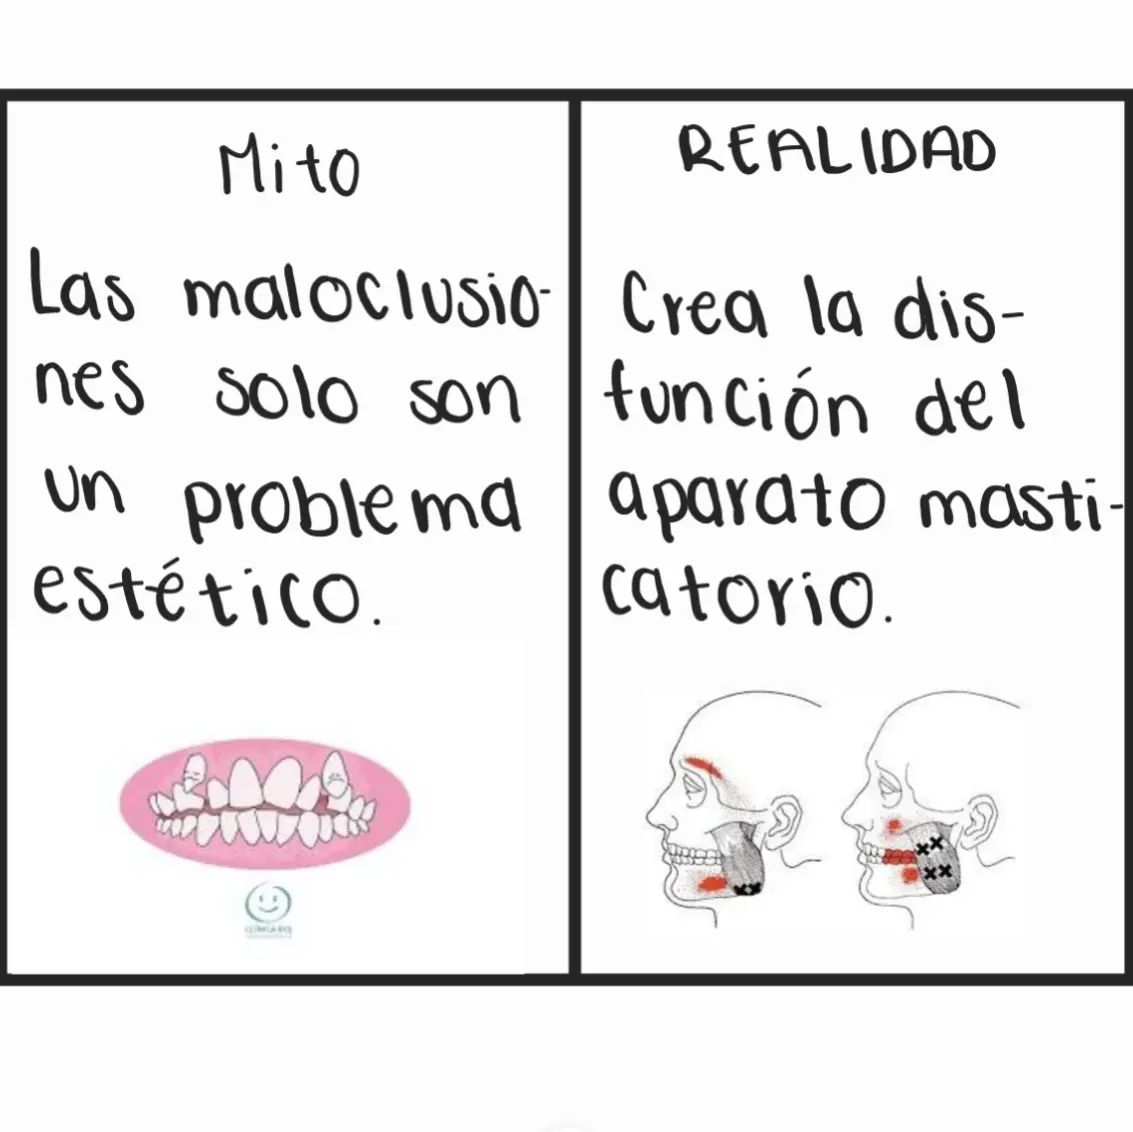 Mito
Las maloclusio-
nes solo son
un problema
estético.
REALIDAD
Crea la dis-
función del
aparato masti-
catorio.